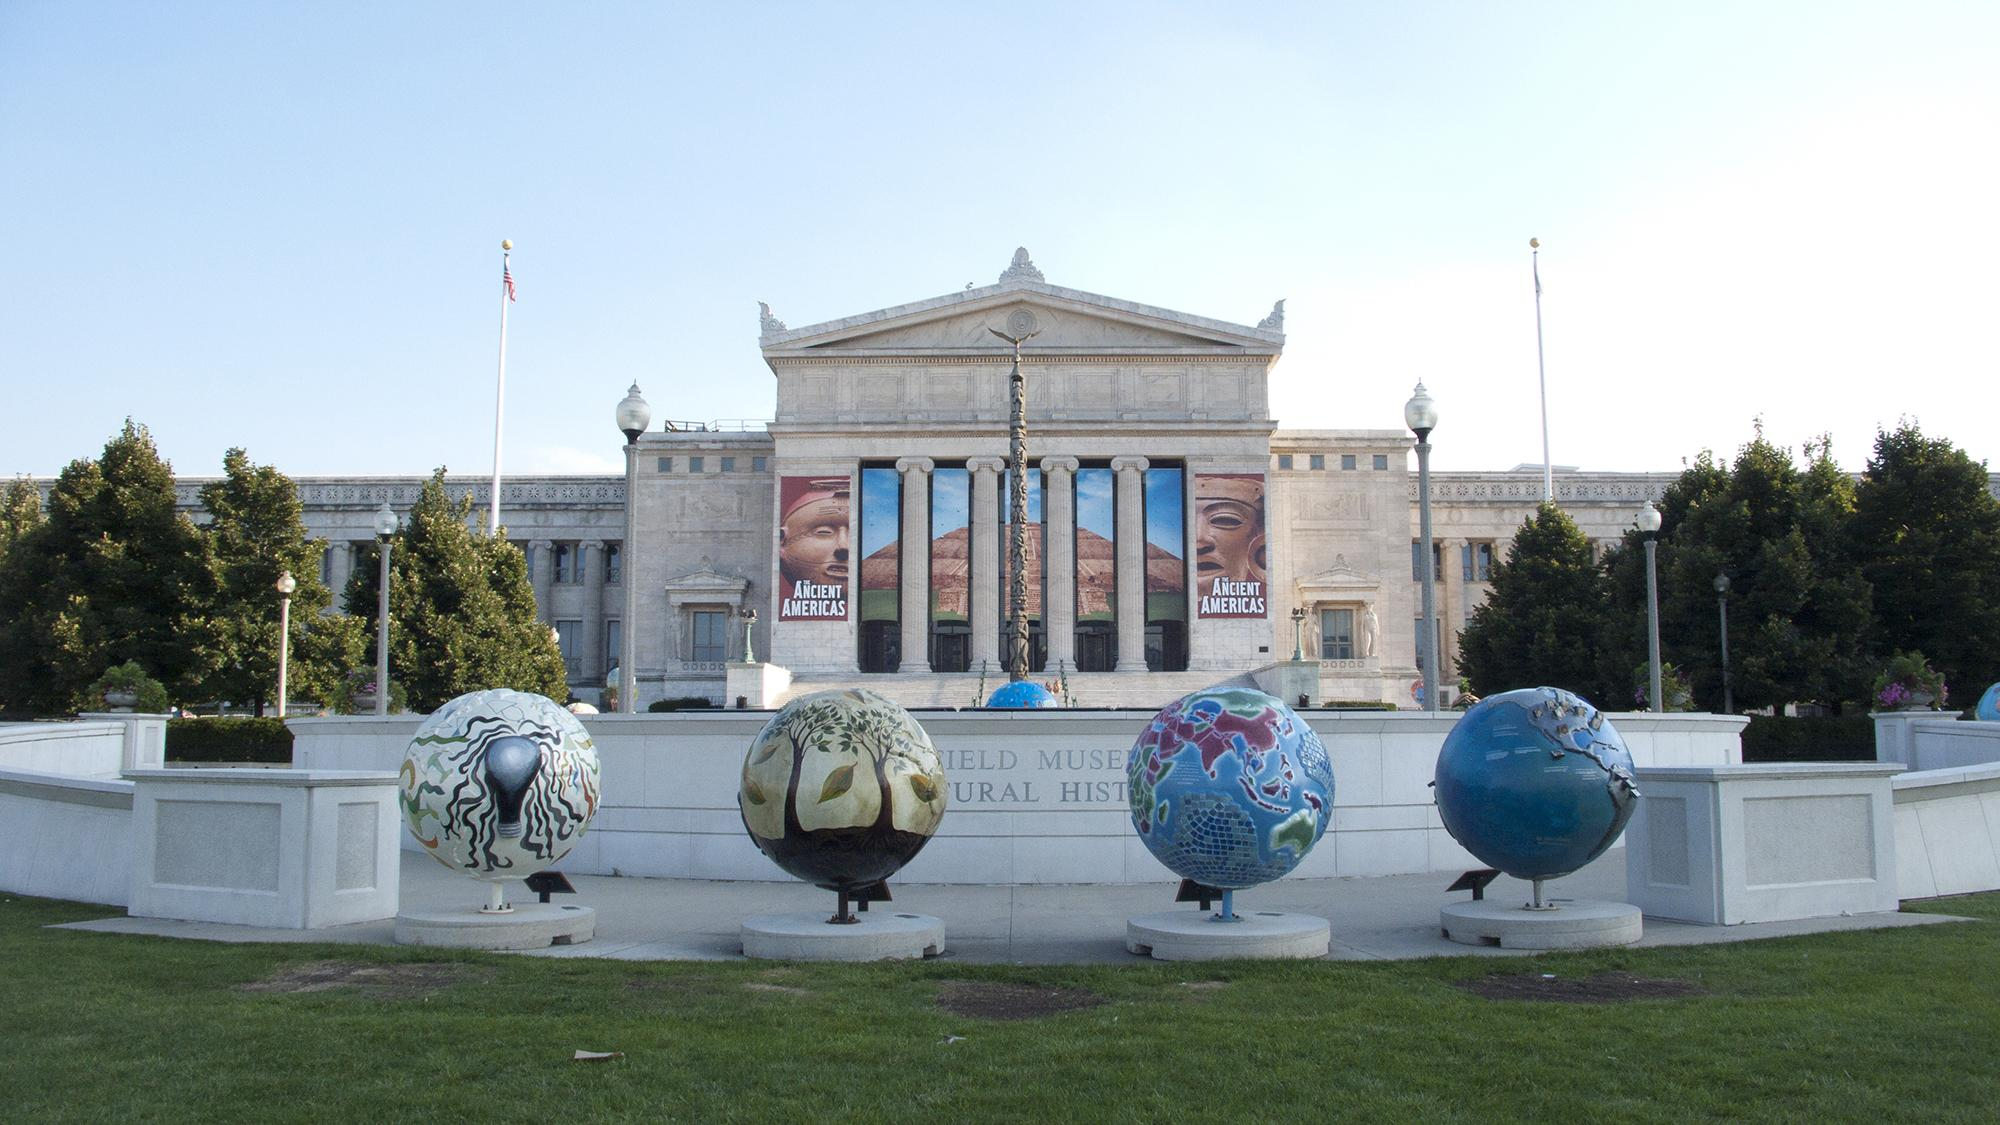 THE
ANCIENT
AMERICAS
THE
ANCIENT
AMERICAS
IELD MUSE
URAL HIST